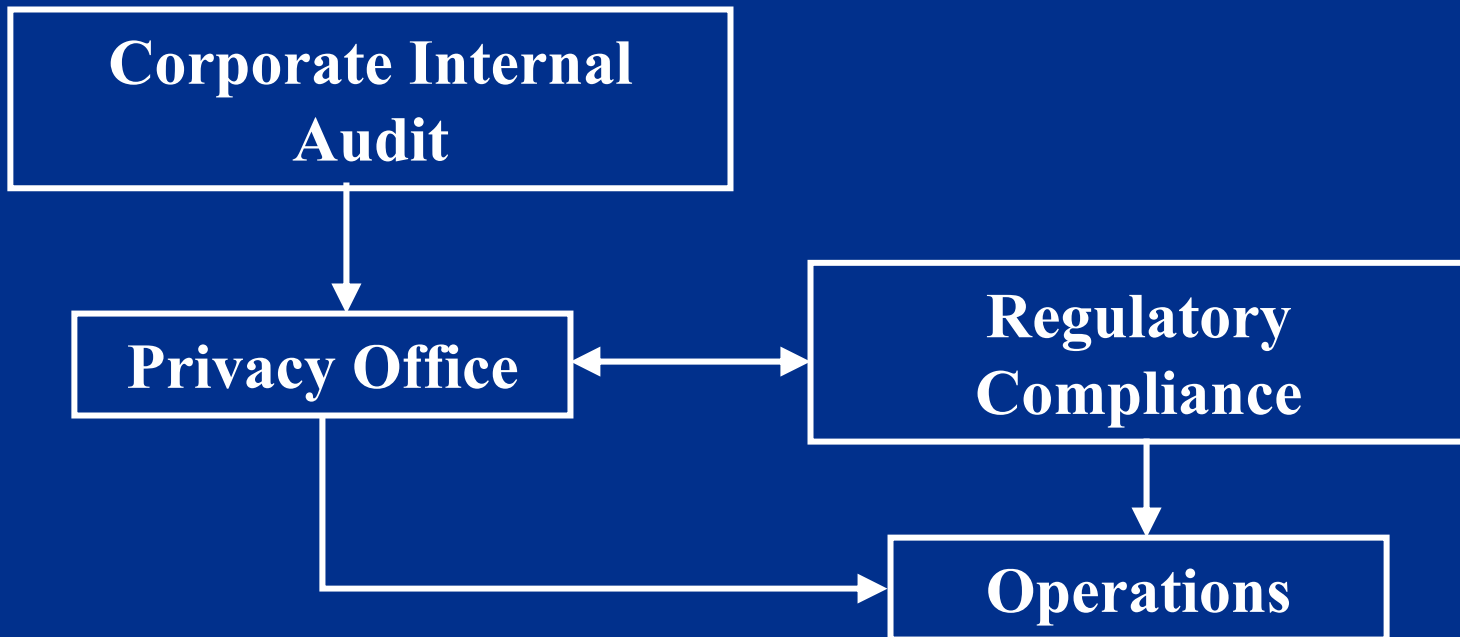 Corporate Internal
Audit
Privacy Office
Regulatory
Compliance
Operations